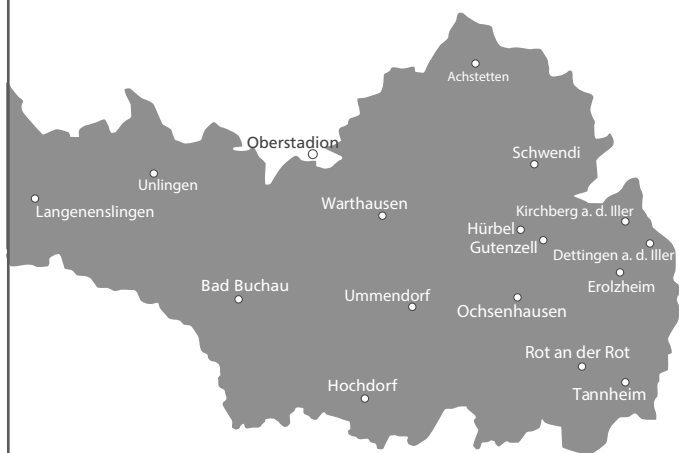 Achstetten
Oberstadion
Schwendi
Unlingen
Langenenslingen
Warthausen
Kirchberg a. d. Iller
Hürbel
Gutenzell
Dettingen a. d. Iller
Bad Buchau
Ummendorf
Erolzheim
Ochsenhausen
Rot an der Rot
Hochdorf
Tannheim